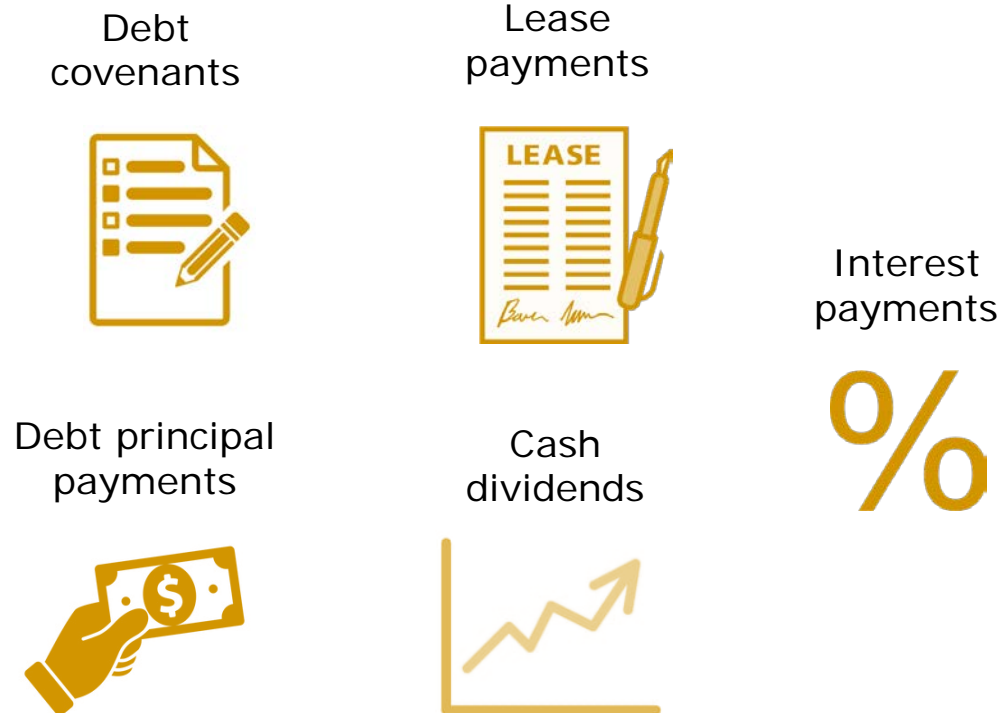 Debt
covenants
Lease
payments
LEASE
Interest
payments
%
Debt principal
payments
$
Cash
dividends